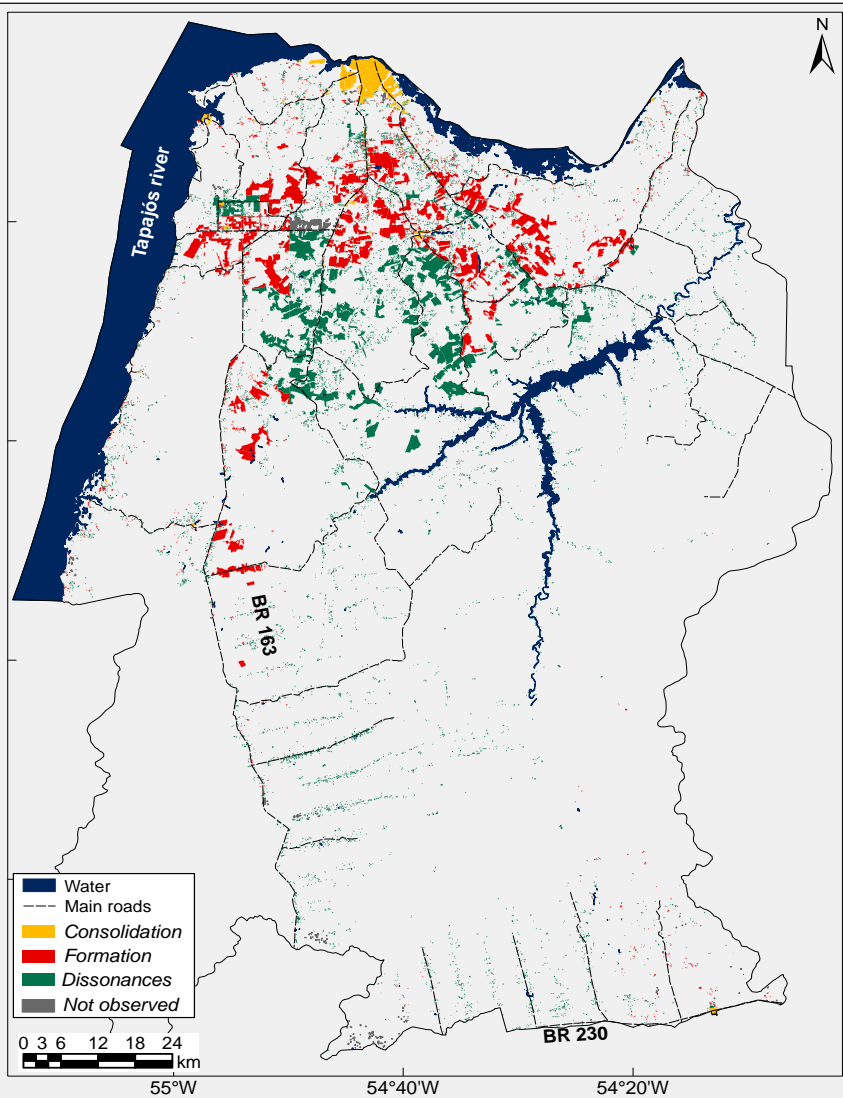 N
Tapajós river
BR 163
Water
Main roads
Consolidation
Formation
Dissonances
Not observed
0 3 6 12 18 24
km
BR 230
55°W 54°40'W 54°20'W